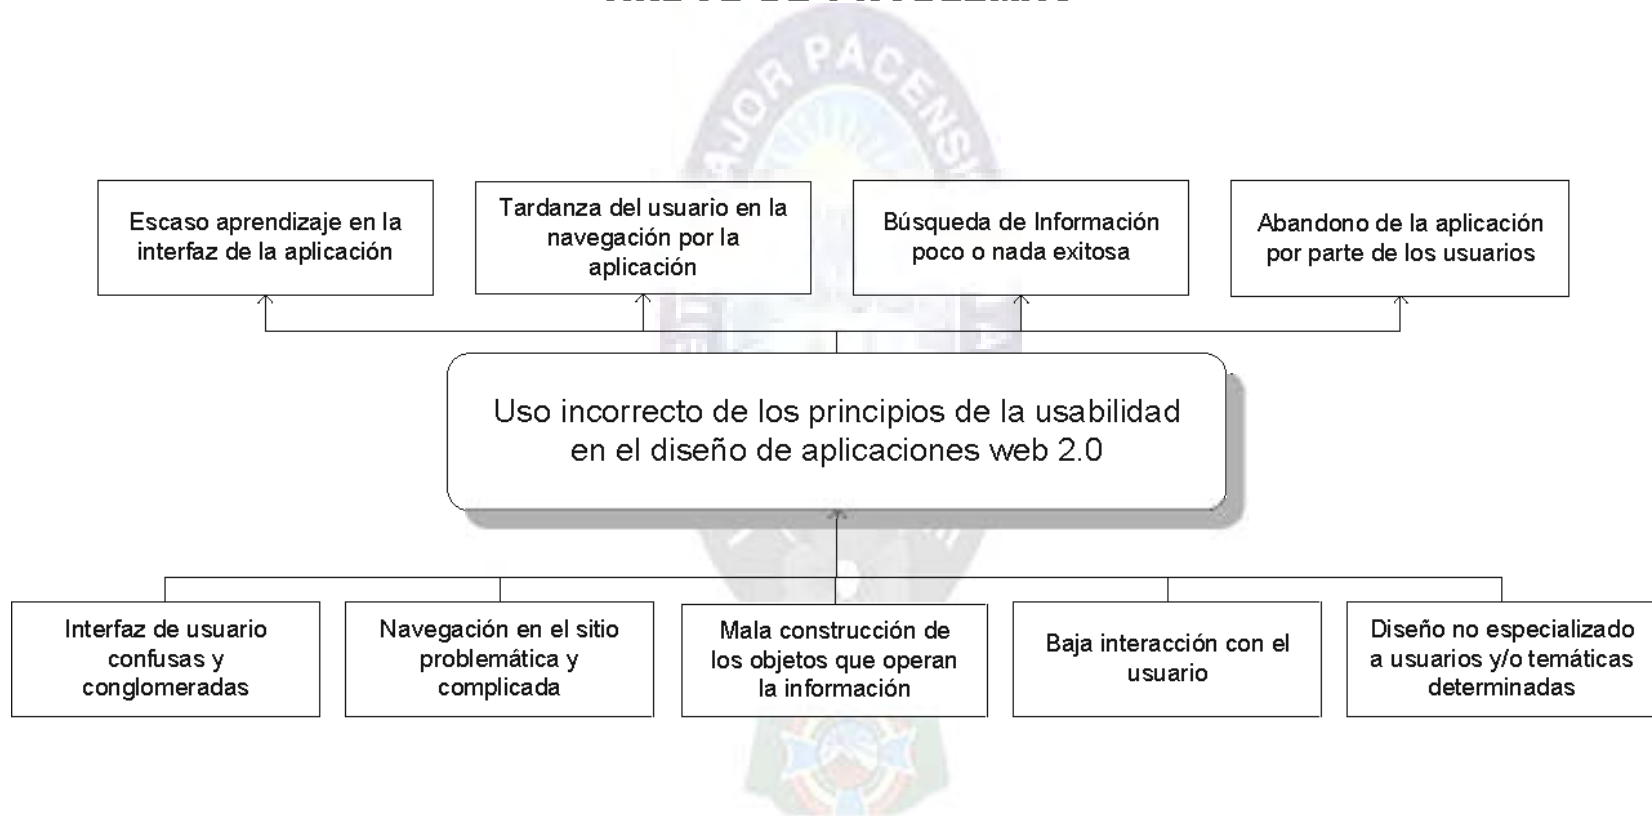 PACENSI
AJOR
Escaso aprendizaje en la
interfaz de la aplicación
Tardanza del usuario en la
navegación por la
aplicación
Búsqueda de Información
poco o nada exitosa
Abandono de la aplicación
por parte de los usuarios
Uso incorrecto de los principios de la usabilidad
en el diseño de aplicaciones web 2.0
Interfaz de usuario
confusas y
conglomeradas
Navegación en el sitio
problemática y
complicada
Mala construcción de
los objetos que operan
la información
Baja interacción con el
usuario
Diseño no especializado
a usuarios y/o temáticas
determinadas